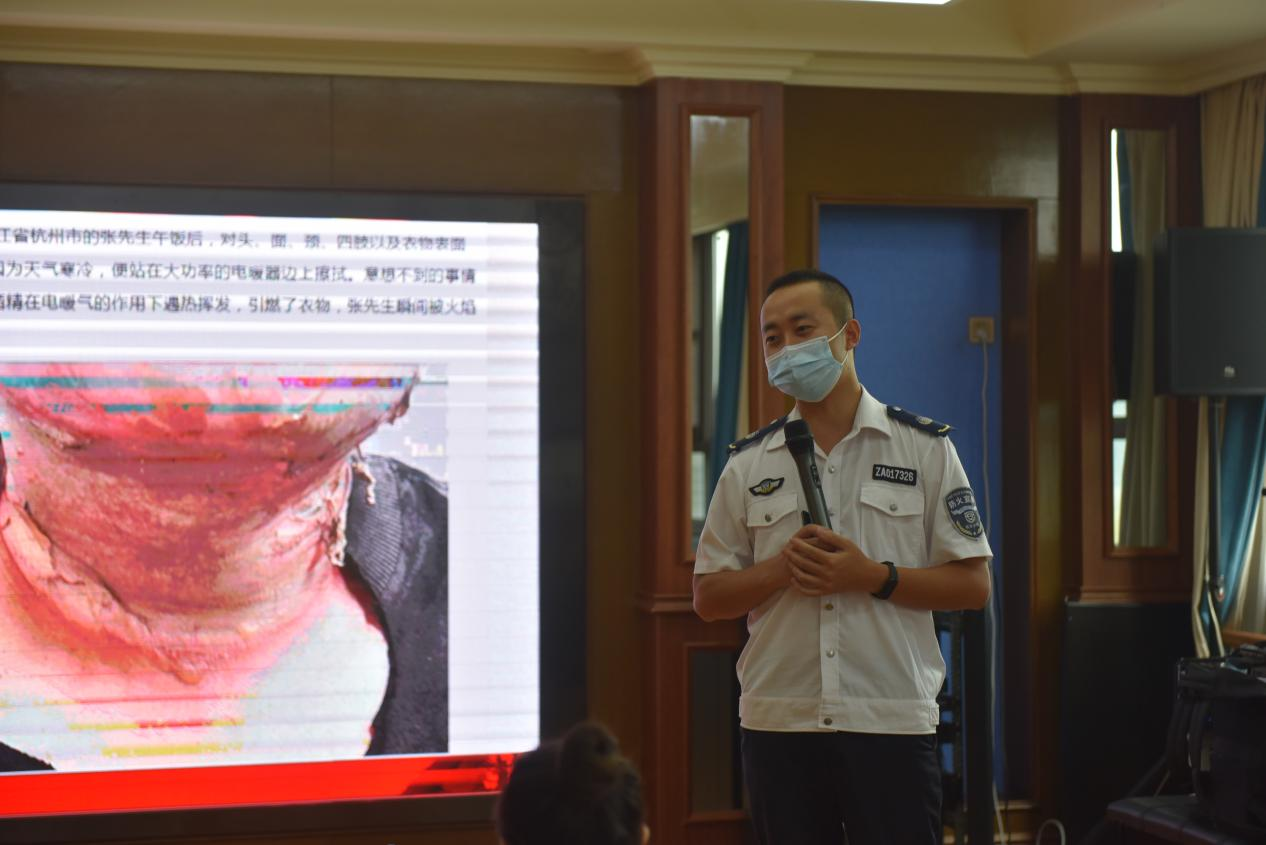 江省杭州市的张先生午饭后，对头、面、颈、四肢以及衣物表面
因为天气寒冷，便站在大功率的电暖器边上擦拭。意想不到的事情
酒精在电暖气的作用下遇热挥发，引燃了衣物，张先生瞬间被火焰
ZA017326
防火宣